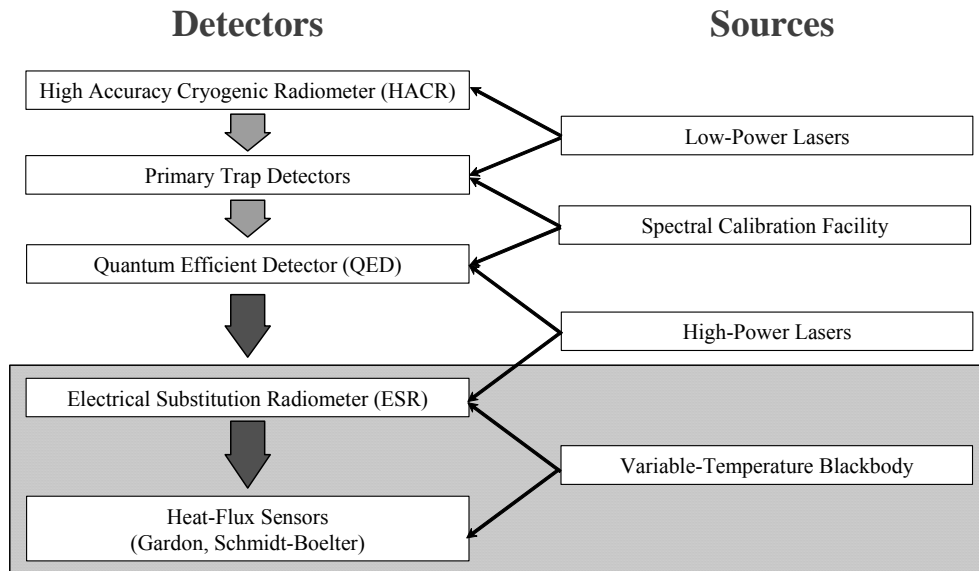 Detectors
Sources
High Accuracy Cryogenic Radiometer (HACR)
Low-Power Lasers
Primary Trap Detectors
Spectral Calibration Facility
Quantum Efficient Detector (QED)
High-Power Lasers
Electrical Substitution Radiometer (ESR)
Variable-Temperature Blackbody
Heat-Flux Sensors
(Gardon, Schmidt-Boelter)